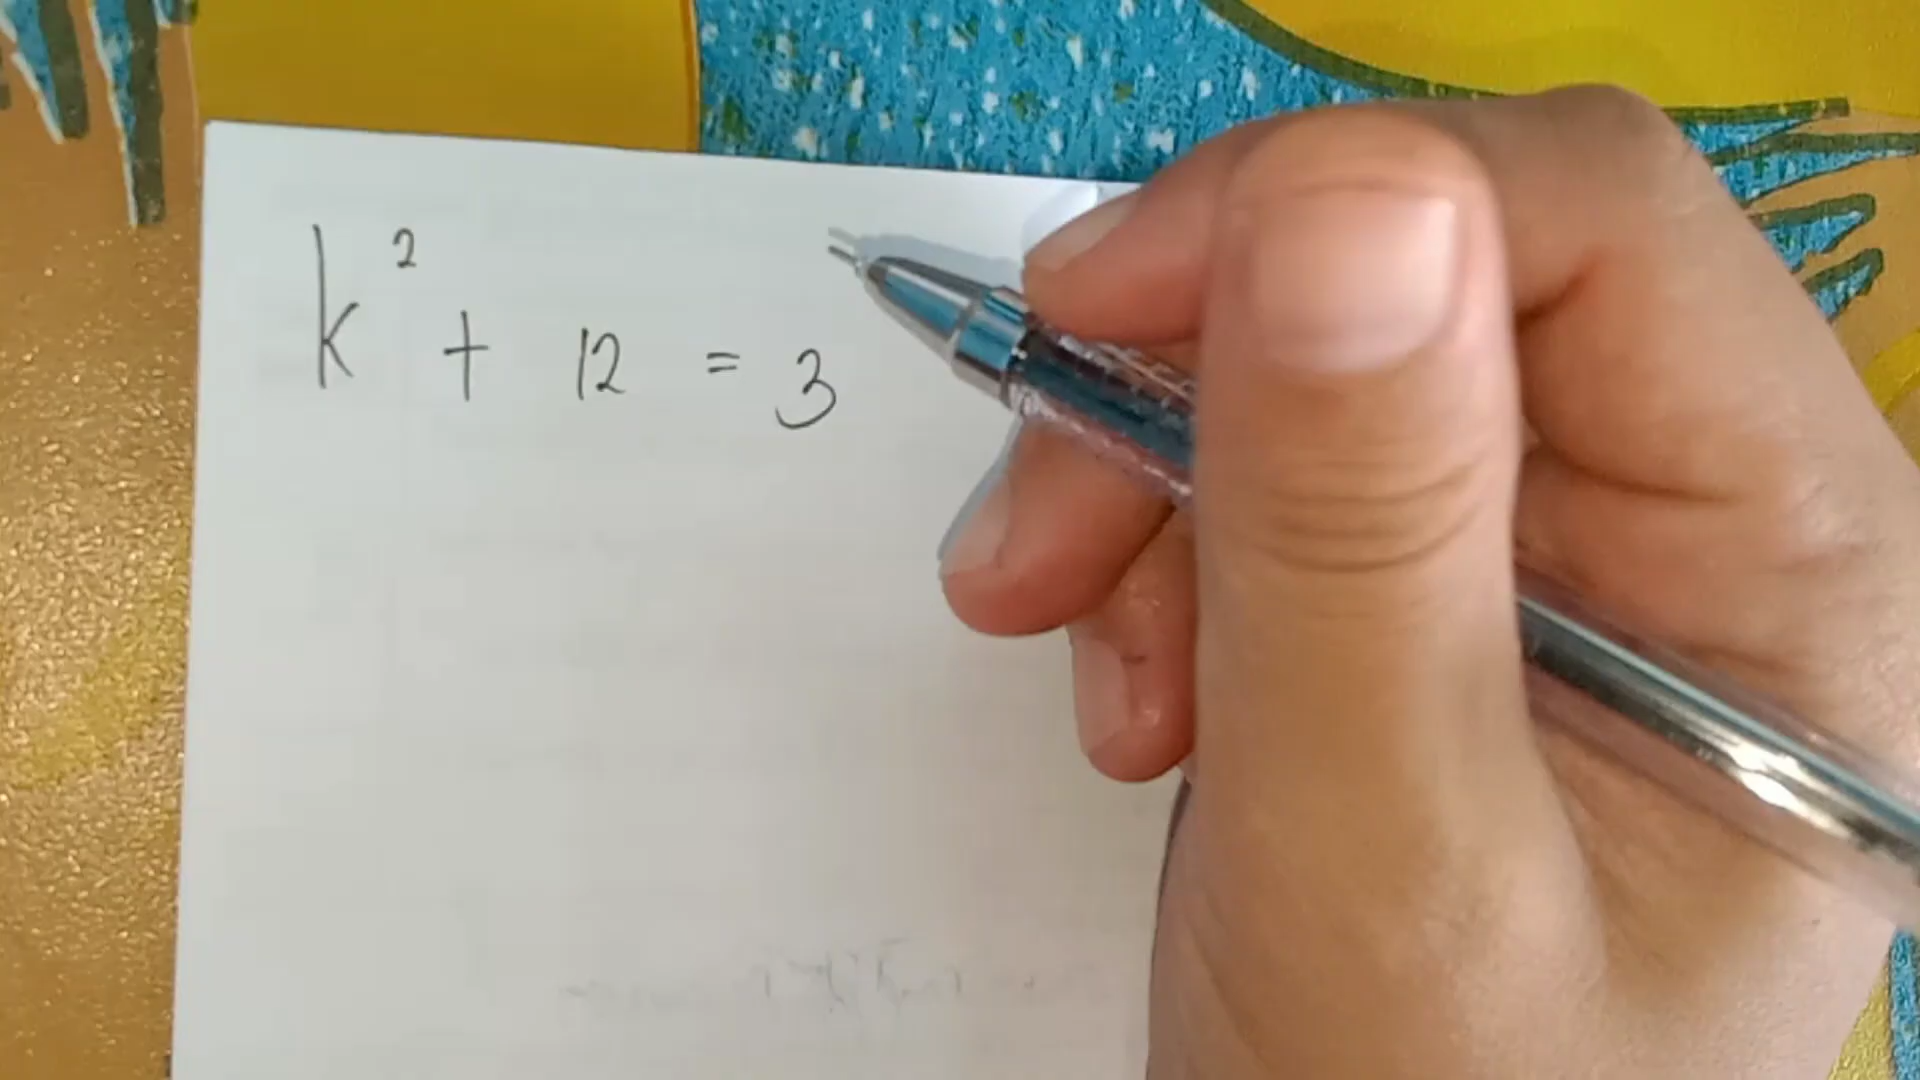 k² + 12 = 3